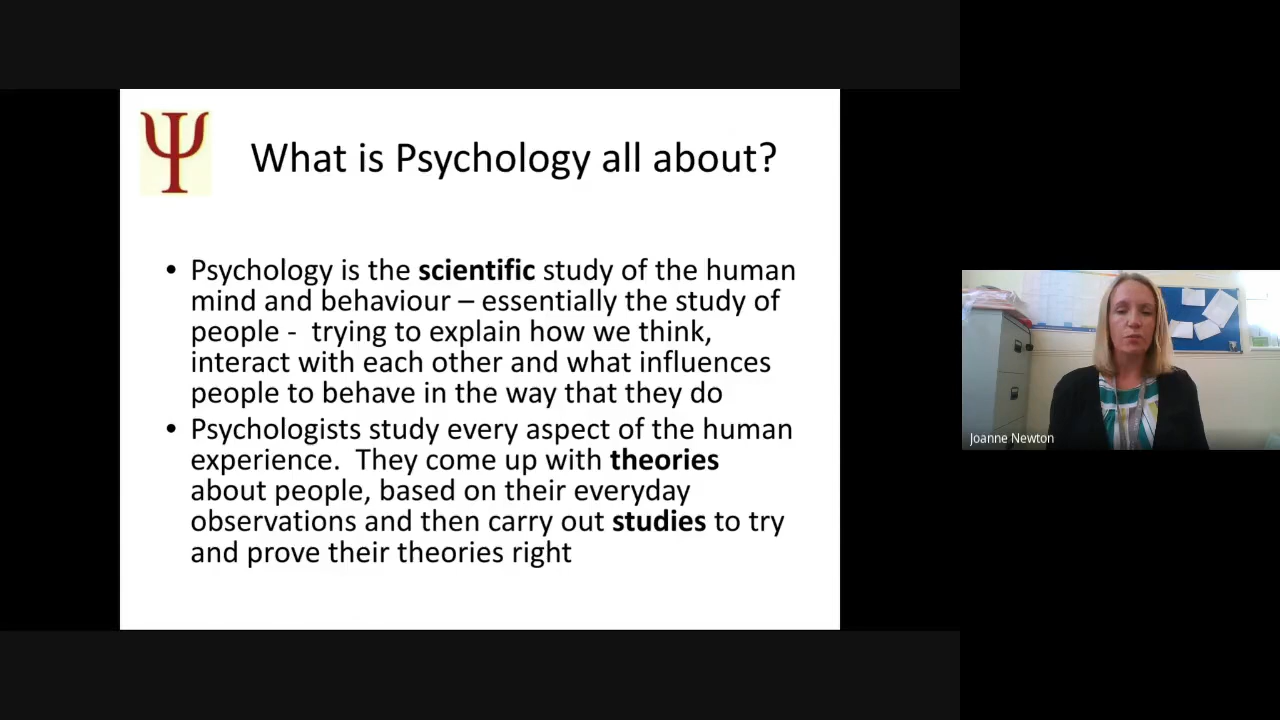 What is Psychology all about?
• Psychology is the scientific study of the human
mind and behaviour – essentially the study of
people -  trying to explain how we think,
interact with each other and what influences
people to behave in the way that they do
• Psychologists study every aspect of the human
experience.  They come up with theories
about people, based on their everyday
observations and then carry out studies to try
and prove their theories right
Joanne Newton